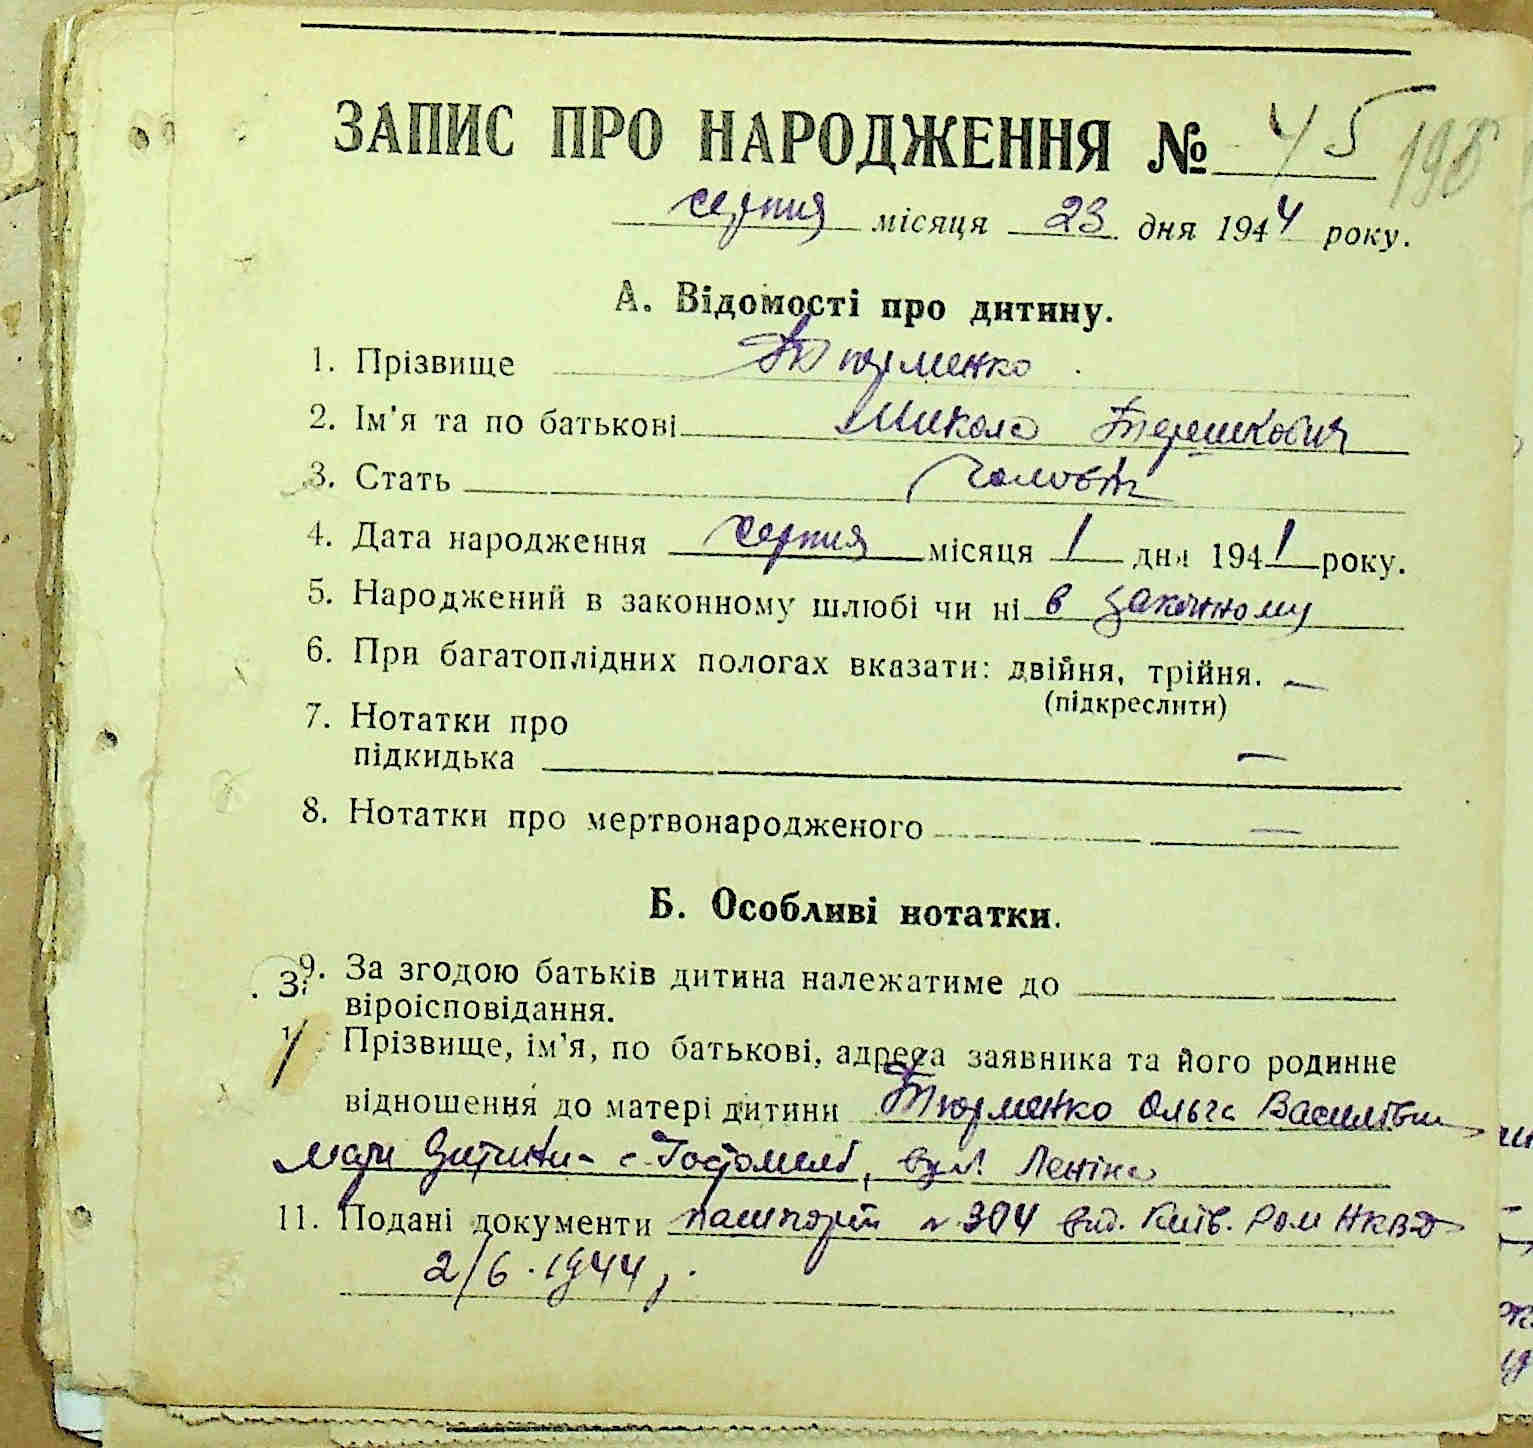 ЗАПИС ПРО НАРОДЖЕННЯ № 45 198
серпня місяця 23 дня 1944 року.
А. Відомості про дитину.
1. Прізвище Тюрменко
2. Ім'я та по батькові Микола Терешкович
3. Стать Чоловік
4. Дата народження серпня місяця 1 дня 1941 року.
5. Народжений в законному шлюбі чи ні в законному
6. При багатоплідних пологах вказати: двійня, трійня. —
(підкреслити)
7. Нотатки про
підкидька —
8. Нотатки про мертвонародженого —
Б. Особливі нотатки.
9. За згодою батьків дитина належатиме до
віроісповідання.
Прізвище, ім'я, по батькові, адреса заявника та його родинне
відношення до матері дитини Тюрменко Ольга Василівна
мати дитини - с. Гостомель, вул. Леніна
11. Подані документи пашпорт № 304 вид. Київ. РОМ НКВД
2/6.1944,.